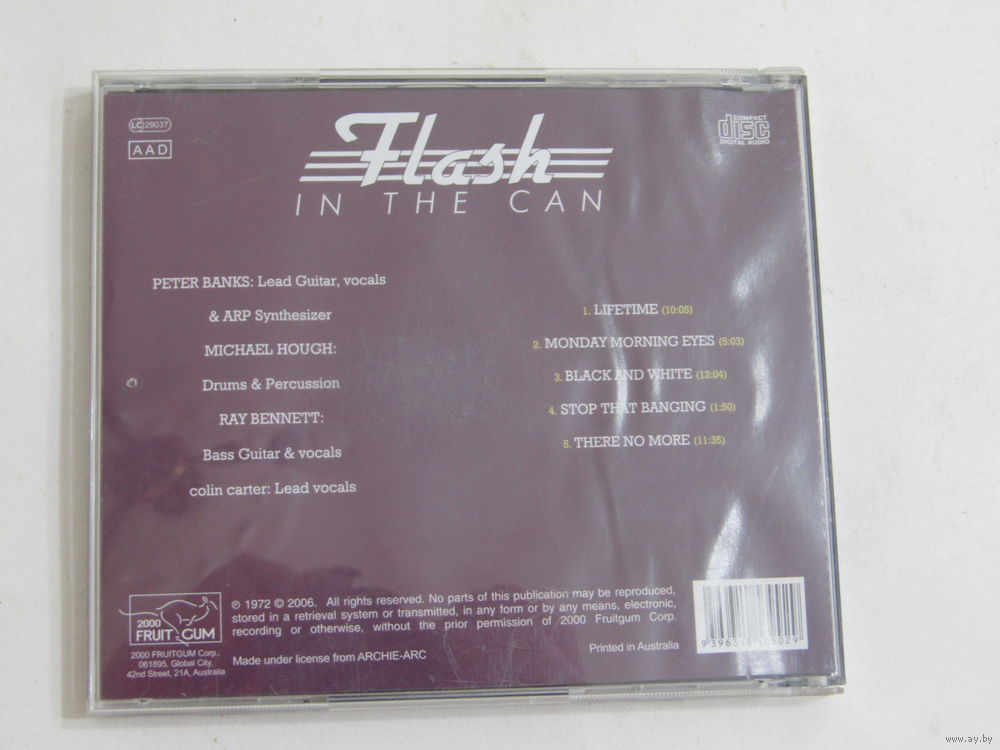 LC 29037
AAD
COMPACT
disc
DIGITAL AUDIO
Flash
IN THE CAN
PETER BANKS: Lead Guitar, vocals
& ARP Synthesizer
MICHAEL HOUGH:
Drums & Percussion
RAY BENNETT:
Bass Guitar & vocals
colin carter: Lead vocals
1. LIFETIME (10:05)
2. MONDAY MORNING EYES (5:03)
3. BLACK AND WHITE (12:04)
4. STOP THAT BANGING (1:50)
5. THERE NO MORE (11:35)
2000
FRUITGUM
2000 FRUITGUM Corp.,
061895. Global City,
42nd Street, 21A, Australia
℗ 1972 © 2006. All rights reserved. No parts of this publication may be reproduced,
stored in a retrieval system or transmitted, in any form or by any means, electronic,
recording or otherwise, without the prior permission of 2000 Fruitgum Corp.
Made under license from ARCHIE-ARC
Printed in Australia
www.ay.by